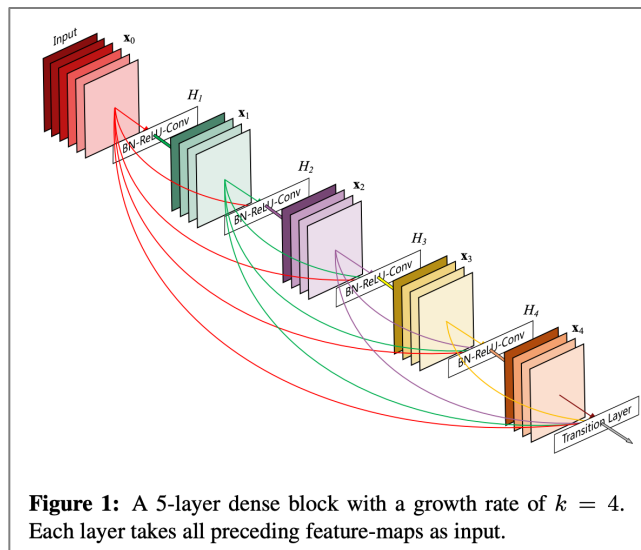 Input
x₀
H₁
BN-ReLU-Conv
x₁
H₂
BN-ReLU-Conv
x₂
H₃
BN-ReLU-Conv
x₃
H₄
BN-ReLU-Conv
x₄
Transition Layer
Figure 1: A 5-layer dense block with a growth rate of k = 4.
Each layer takes all preceding feature-maps as input.